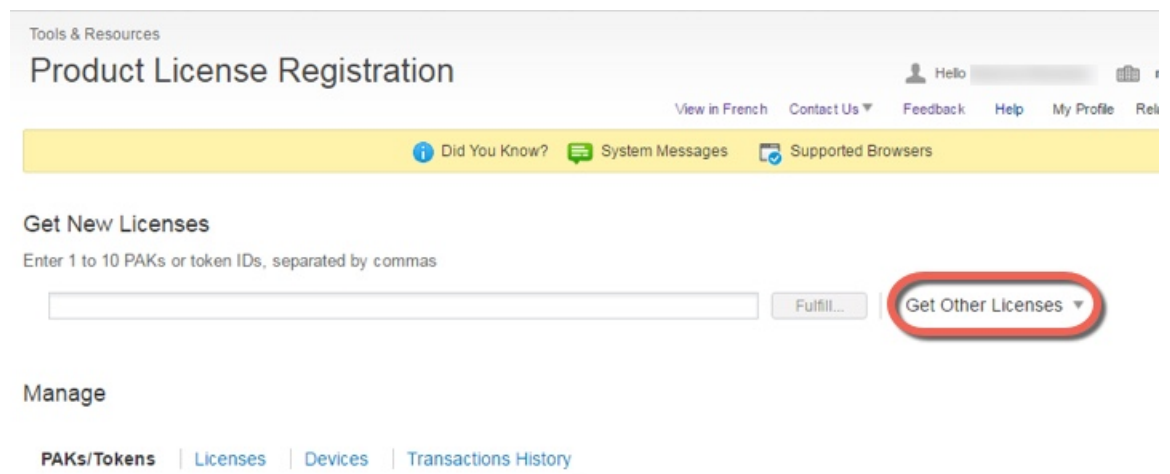 Tools & Resources
Product License Registration
Hello
View in French Contact Us Feedback Help My Profile
Did You Know? System Messages Supported Browsers
Get New Licenses
Enter 1 to 10 PAKs or token IDs, separated by commas
Fulfill... Get Other Licenses
Manage
PAKs/Tokens Licenses Devices Transactions History